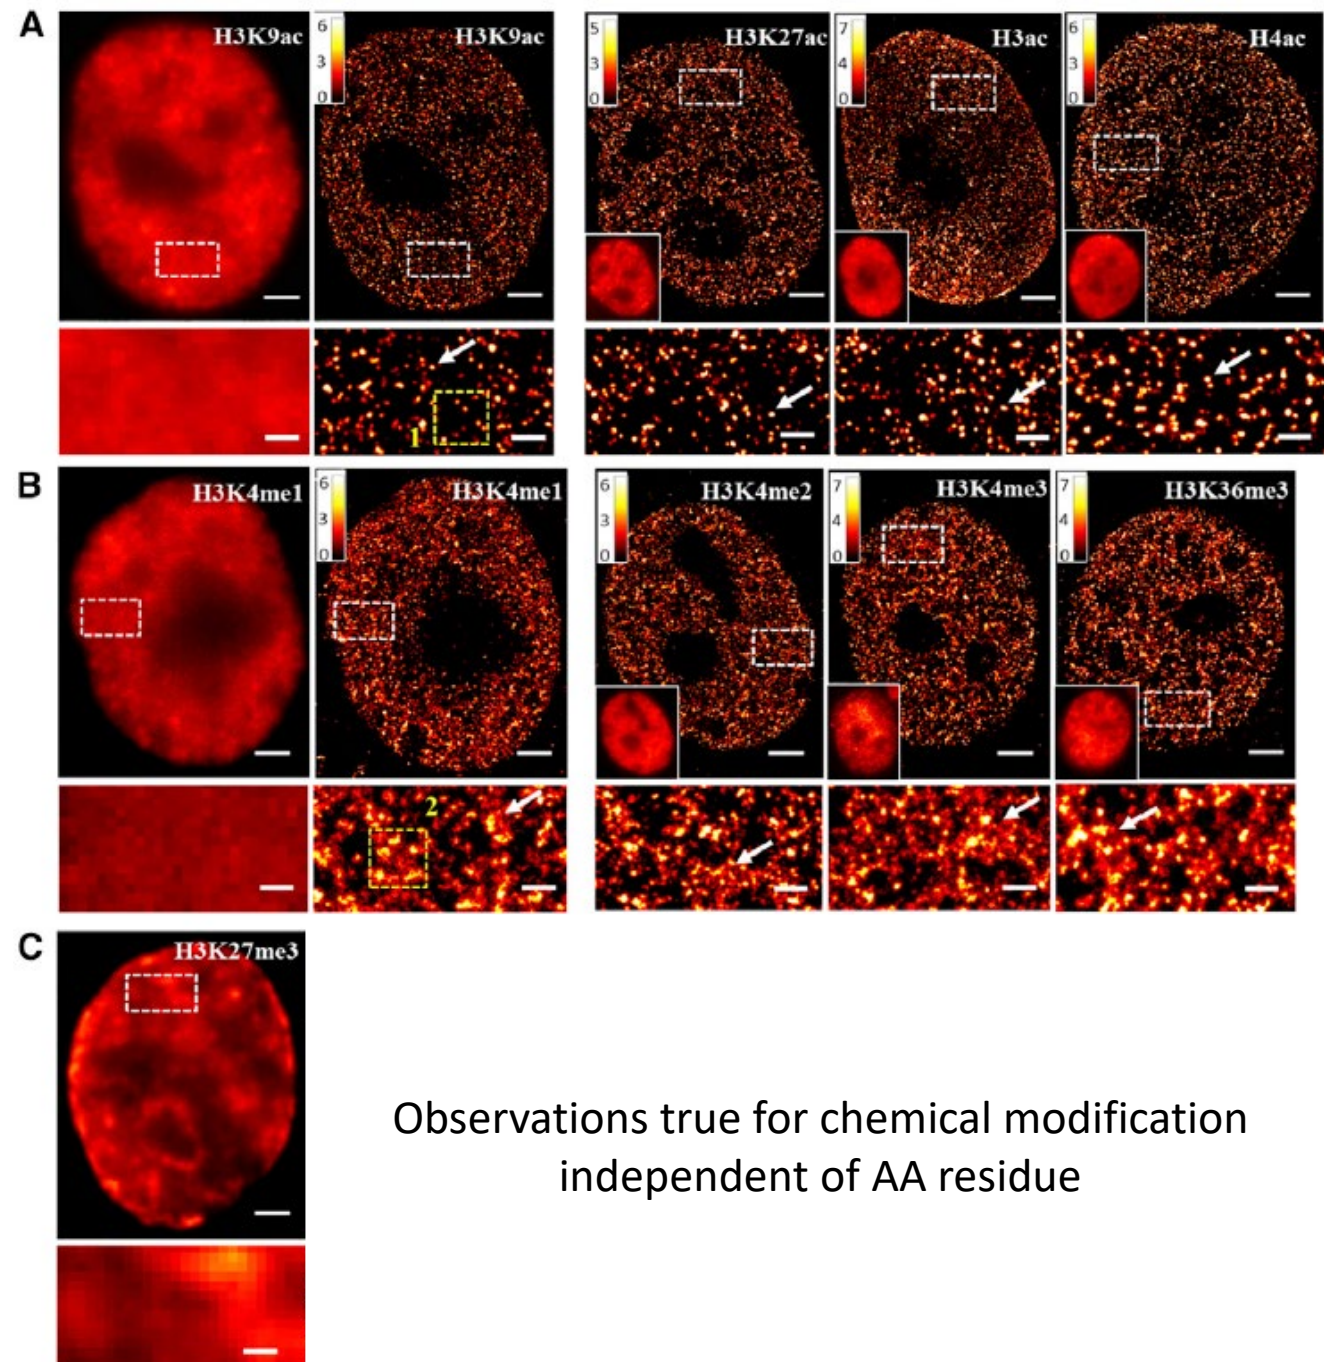 A
H3K9ac
6
3
0
H3K9ac
5
3
0
H3K27ac
7
4
0
H3ac
6
3
0
H4ac
1
B
H3K4me1
6
3
0
H3K4me1
6
3
0
H3K4me2
7
4
0
H3K4me3
7
4
0
H3K36me3
2
C
H3K27me3
Observations true for chemical modification
independent of AA residue